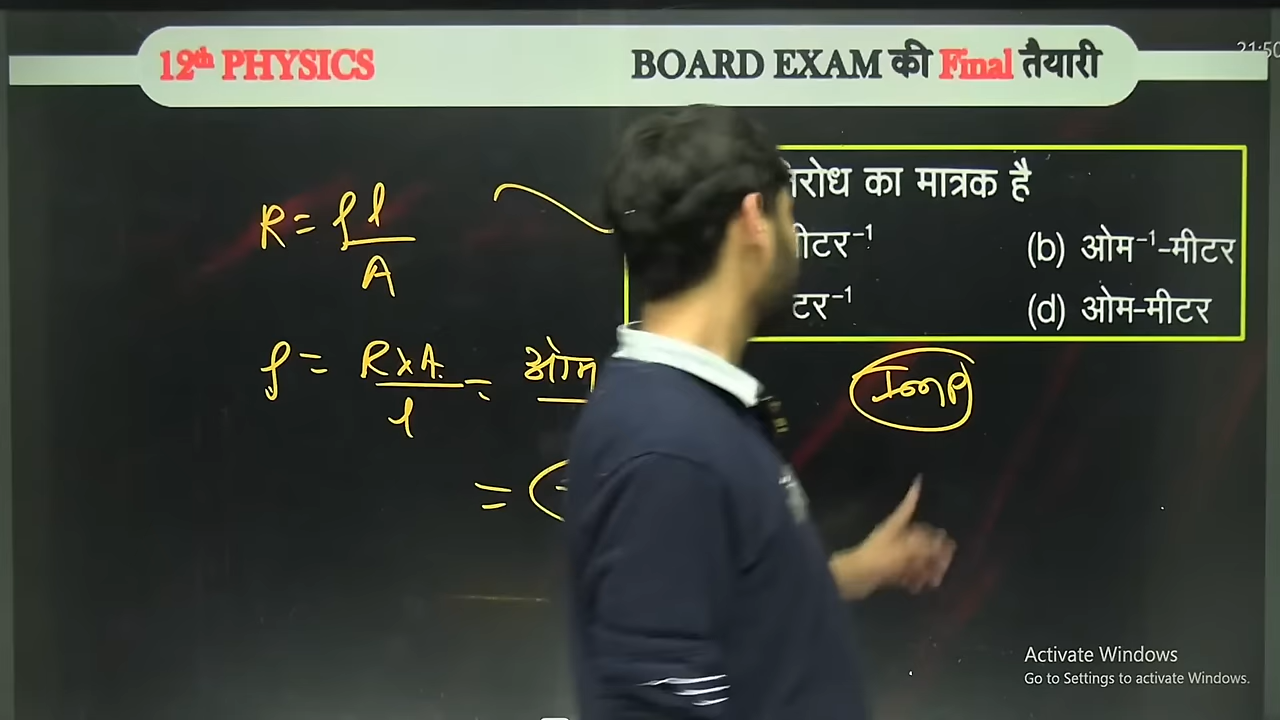 12th PHYSICS
BOARD EXAM की Final तैयारी
21:50
रोध का मात्रक है
मीटर⁻¹
(b) ओम⁻¹-मीटर
टर⁻¹
(d) ओम-मीटर
R = ρl
A
ρ = R×A = ओम
l
=
Imp
Activate Windows
Go to Settings to activate Windows.